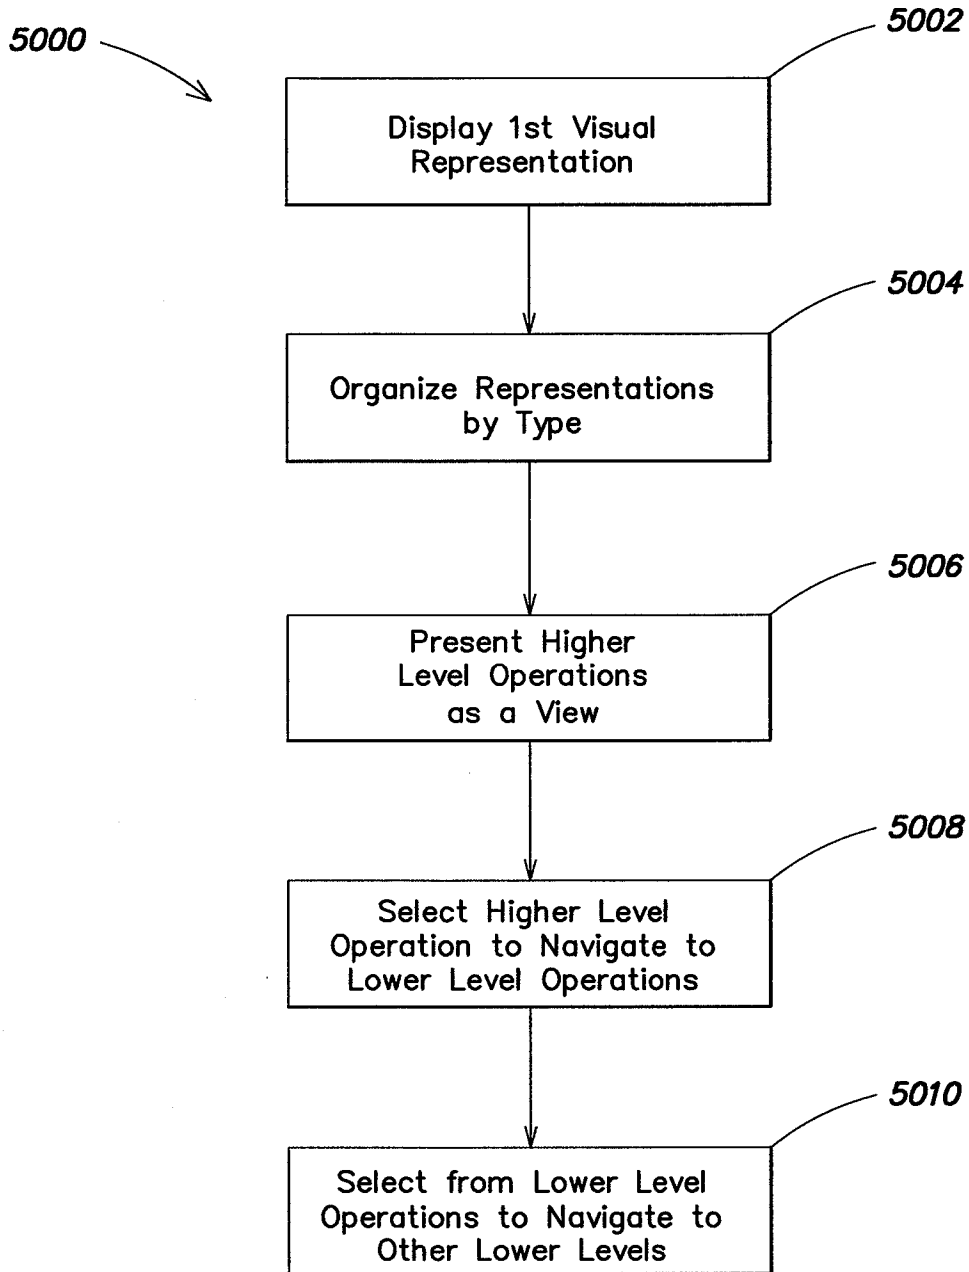 5000
5002
Display 1st Visual
Representation
5004
Organize Representations
by Type
5006
Present Higher
Level Operations
as a View
5008
Select Higher Level
Operation to Navigate to
Lower Level Operations
5010
Select from Lower Level
Operations to Navigate to
Other Lower Levels